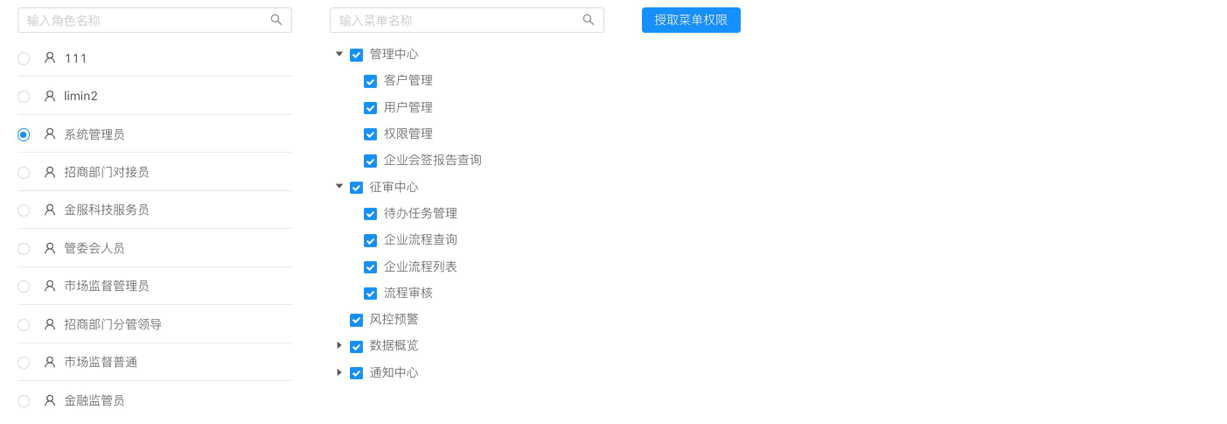 输入角色名称
111
limin2
系统管理员
招商部门对接员
金服科技服务员
管委会人员
市场监督管理员
招商部门分管领导
市场监督普通
金融监管员
输入菜单名称
管理中心
客户管理
用户管理
权限管理
企业会签报告查询
征审中心
待办任务管理
企业流程查询
企业流程列表
流程审核
风控预警
数据概览
通知中心
授取菜单权限